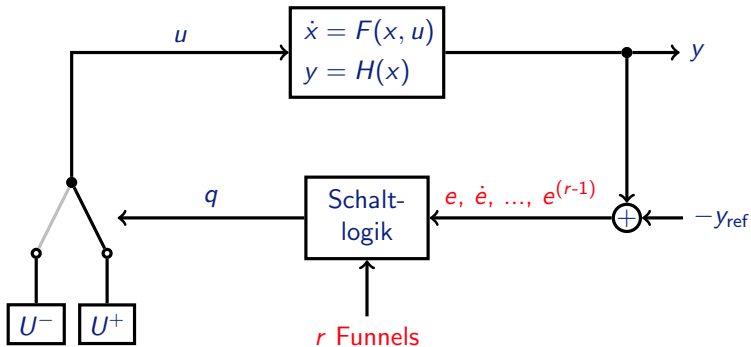 u
ẋ = F(x, u)
y = H(x)
y
q
Schalt-
logik
e, ė, ..., e^(r-1)
+
−y_ref
U⁻
U⁺
r Funnels